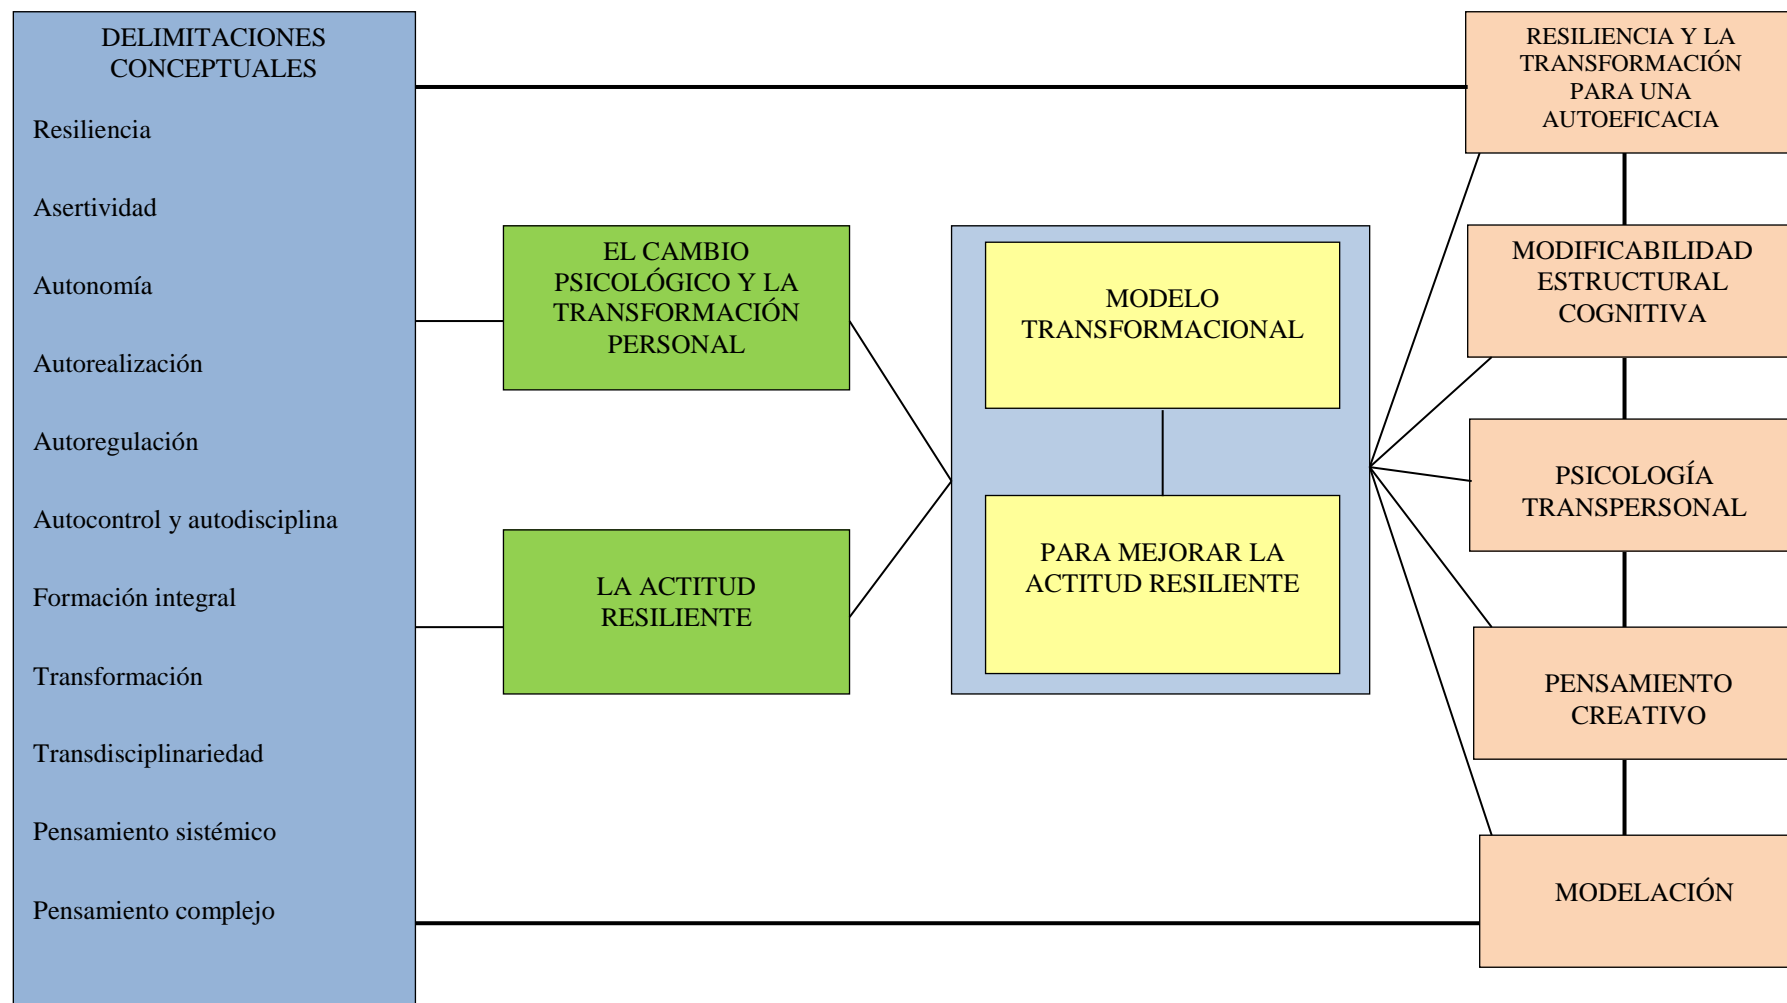 DELIMITACIONES
CONCEPTUALES
Resiliencia
Asertividad
Autonomía
Autorealización
Autoregulación
Autocontrol y autodisciplina
Formación integral
Transformación
Transdisciplinariedad
Pensamiento sistémico
Pensamiento complejo
EL CAMBIO
PSICOLÓGICO Y LA
TRANSFORMACIÓN
PERSONAL
LA ACTITUD
RESILIENTE
MODELO
TRANSFORMACIONAL
PARA MEJORAR LA
ACTITUD RESILIENTE
RESILIENCIA Y LA
TRANSFORMACIÓN
PARA UNA
AUTOEFICACIA
MODIFICABILIDAD
ESTRUCTURAL
COGNITIVA
PSICOLOGÍA
TRANSPERSONAL
PENSAMIENTO
CREATIVO
MODELACIÓN